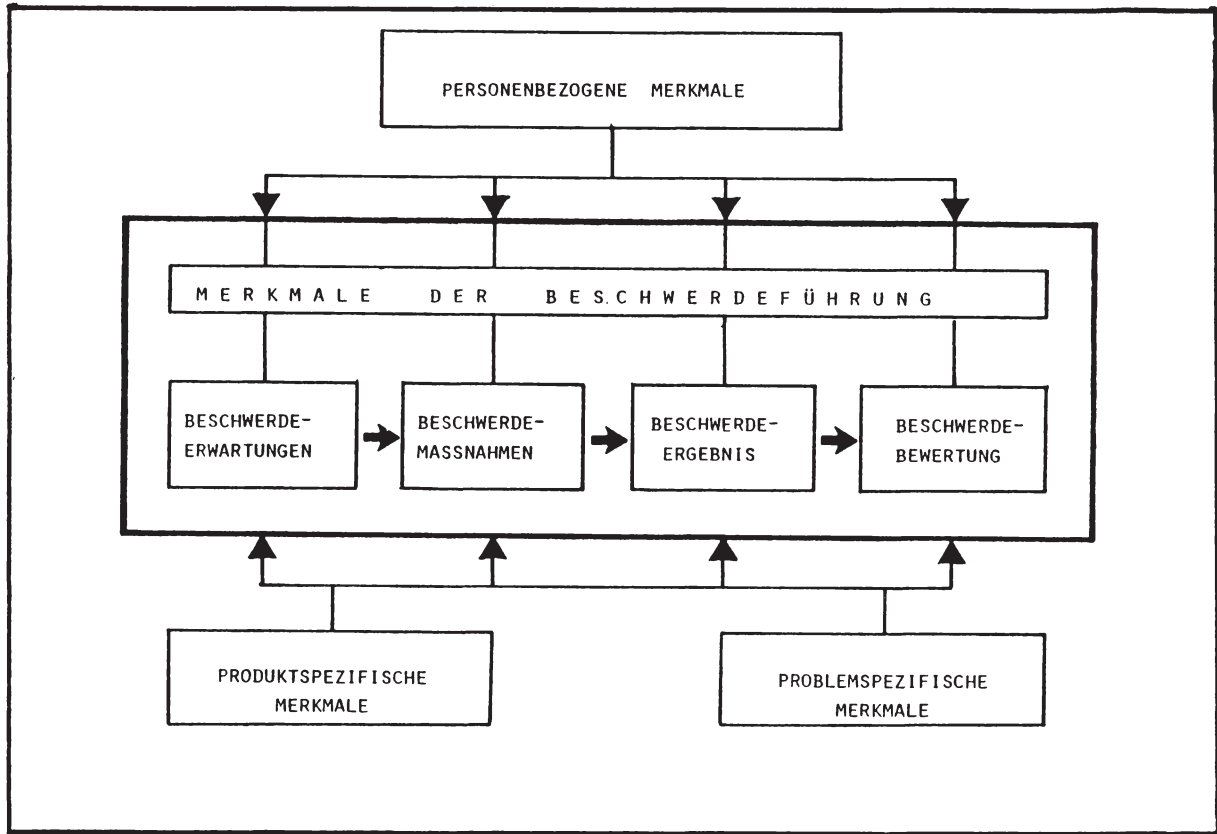 PERSONENBEZOGENE MERKMALE
MERKMALE DER BESCHWERDEFÜHRUNG
BESCHWERDE-
ERWARTUNGEN
BESCHWERDE-
MASSNAHMEN
BESCHWERDE-
ERGEBNIS
BESCHWERDE-
BEWERTUNG
PRODUKTSPEZIFISCHE
MERKMALE
PROBLEMSPEZIFISCHE
MERKMALE